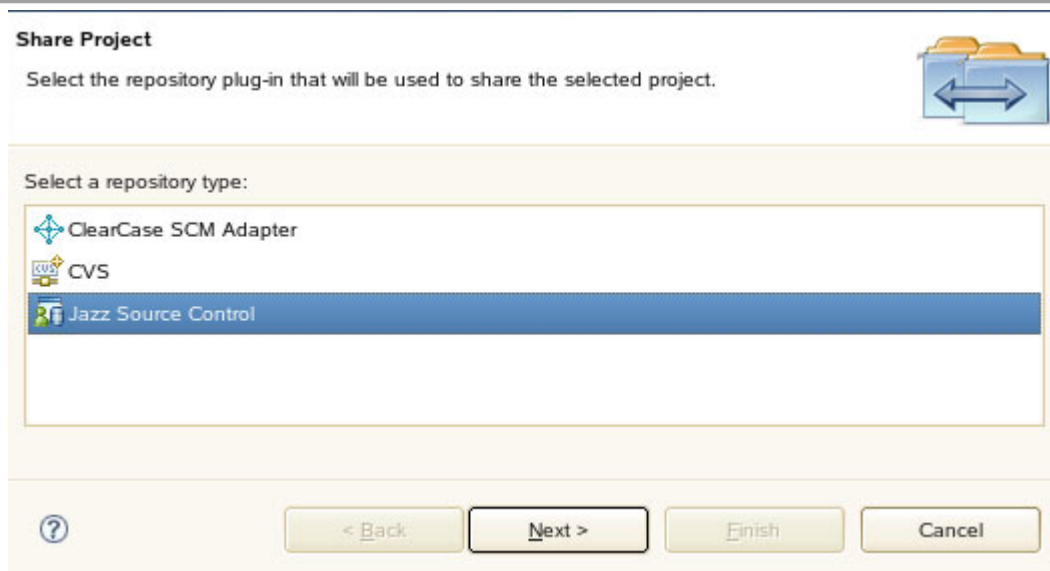 Share Project
Select the repository plug-in that will be used to share the selected project.
Select a repository type:
ClearCase SCM Adapter
CVS
Jazz Source Control
?
< Back
Next >
Finish
Cancel